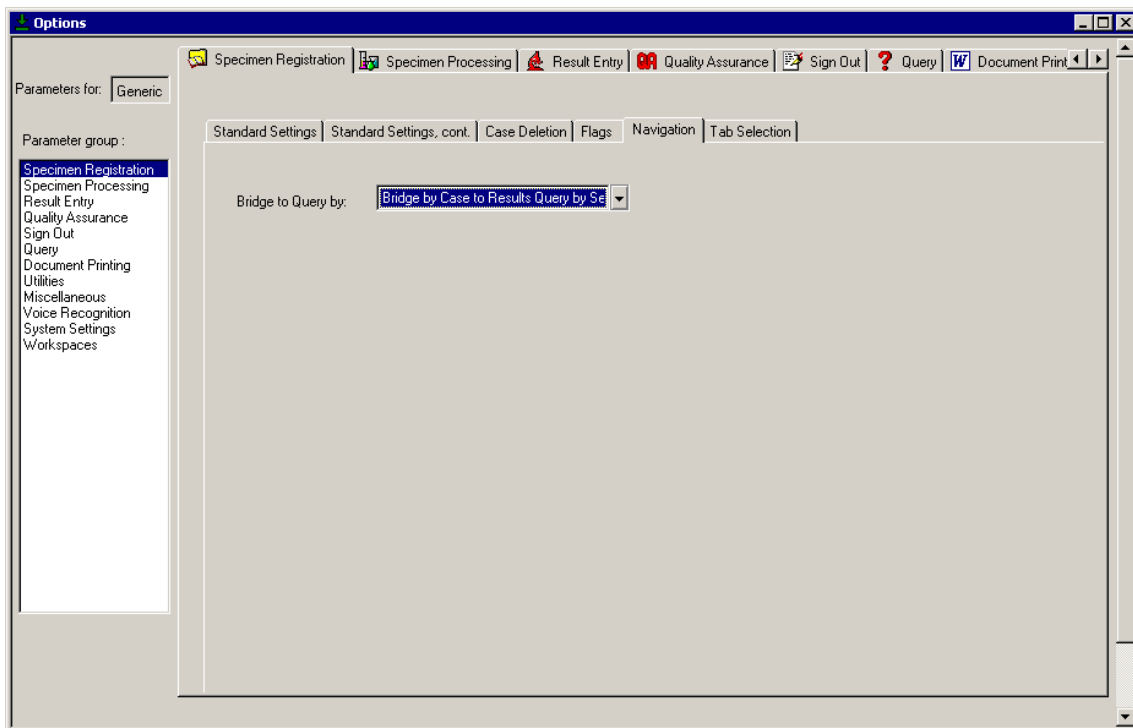 Options
Specimen Registration Specimen Processing Result Entry Quality Assurance Sign Out Query Document Print
Parameters for: Generic
Standard Settings Standard Settings, cont. Case Deletion Flags Navigation Tab Selection
Parameter group :
Specimen Registration
Specimen Processing
Result Entry
Quality Assurance
Sign Out
Query
Document Printing
Utilities
Miscellaneous
Voice Recognition
System Settings
Workspaces
Bridge to Query by: Bridge by Case to Results Query by Se